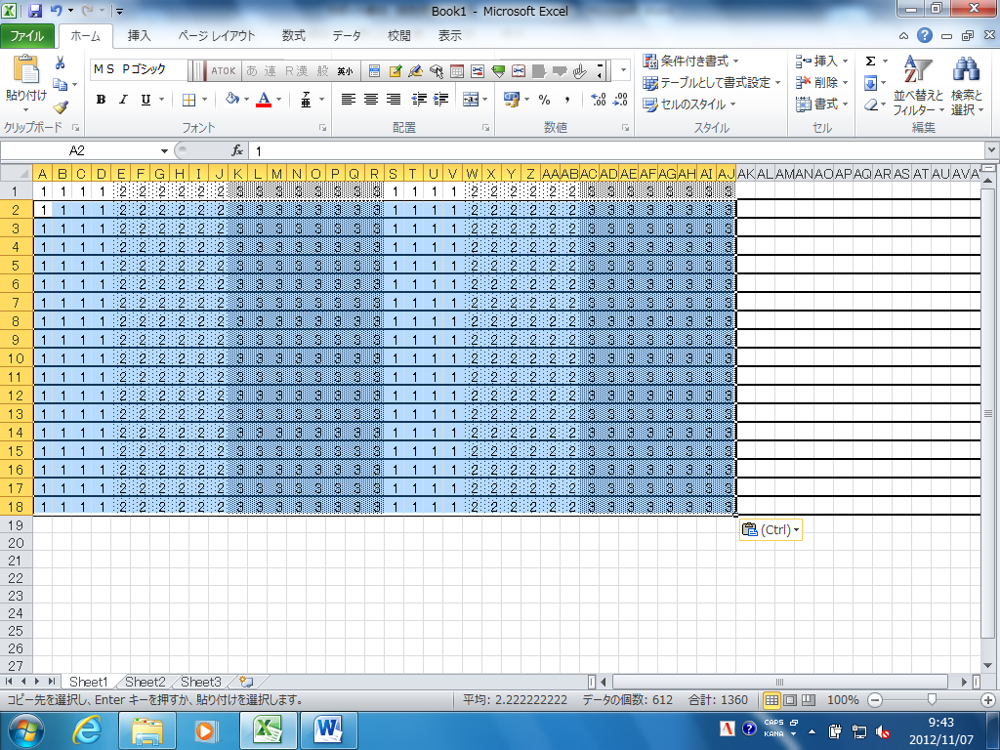 Book1 - Microsoft Excel
ファイル ホーム 挿入 ページ レイアウト 数式 データ 校閲 表示
貼り付け
クリップボード
ＭＳ Ｐゴシック
ATOK あ 連 R漢 般 英小
B I U A 亜
フォント
配置
% , .00 .00
数値
条件付き書式
テーブルとして書式設定
セルのスタイル
スタイル
挿入
削除
書式
セル
Σ
並べ替えと フィルター
検索と 選択
編集
A2 fx 1
A B C D E F G H I J K L M N O P Q R S T U V W X Y Z AA AB AC AD AE AF AG AH AI AJ AK AL AM AN AO AP AQ AR AS AT AU AV
1 1 1 1 1 2 2 2 2 2 2 3 3 3 3 3 3 3 3 1 1 1 1 2 2 2 2 2 2 3 3 3 3 3 3 3 3
2 1 1 1 1 2 2 2 2 2 2 3 3 3 3 3 3 3 3 1 1 1 1 2 2 2 2 2 2 3 3 3 3 3 3 3 3
3 1 1 1 1 2 2 2 2 2 2 3 3 3 3 3 3 3 3 1 1 1 1 2 2 2 2 2 2 3 3 3 3 3 3 3 3
4 1 1 1 1 2 2 2 2 2 2 3 3 3 3 3 3 3 3 1 1 1 1 2 2 2 2 2 2 3 3 3 3 3 3 3 3
5 1 1 1 1 2 2 2 2 2 2 3 3 3 3 3 3 3 3 1 1 1 1 2 2 2 2 2 2 3 3 3 3 3 3 3 3
6 1 1 1 1 2 2 2 2 2 2 3 3 3 3 3 3 3 3 1 1 1 1 2 2 2 2 2 2 3 3 3 3 3 3 3 3
7 1 1 1 1 2 2 2 2 2 2 3 3 3 3 3 3 3 3 1 1 1 1 2 2 2 2 2 2 3 3 3 3 3 3 3 3
8 1 1 1 1 2 2 2 2 2 2 3 3 3 3 3 3 3 3 1 1 1 1 2 2 2 2 2 2 3 3 3 3 3 3 3 3
9 1 1 1 1 2 2 2 2 2 2 3 3 3 3 3 3 3 3 1 1 1 1 2 2 2 2 2 2 3 3 3 3 3 3 3 3
10 1 1 1 1 2 2 2 2 2 2 3 3 3 3 3 3 3 3 1 1 1 1 2 2 2 2 2 2 3 3 3 3 3 3 3 3
11 1 1 1 1 2 2 2 2 2 2 3 3 3 3 3 3 3 3 1 1 1 1 2 2 2 2 2 2 3 3 3 3 3 3 3 3
12 1 1 1 1 2 2 2 2 2 2 3 3 3 3 3 3 3 3 1 1 1 1 2 2 2 2 2 2 3 3 3 3 3 3 3 3
13 1 1 1 1 2 2 2 2 2 2 3 3 3 3 3 3 3 3 1 1 1 1 2 2 2 2 2 2 3 3 3 3 3 3 3 3
14 1 1 1 1 2 2 2 2 2 2 3 3 3 3 3 3 3 3 1 1 1 1 2 2 2 2 2 2 3 3 3 3 3 3 3 3
15 1 1 1 1 2 2 2 2 2 2 3 3 3 3 3 3 3 3 1 1 1 1 2 2 2 2 2 2 3 3 3 3 3 3 3 3
16 1 1 1 1 2 2 2 2 2 2 3 3 3 3 3 3 3 3 1 1 1 1 2 2 2 2 2 2 3 3 3 3 3 3 3 3
17 1 1 1 1 2 2 2 2 2 2 3 3 3 3 3 3 3 3 1 1 1 1 2 2 2 2 2 2 3 3 3 3 3 3 3 3
18 1 1 1 1 2 2 2 2 2 2 3 3 3 3 3 3 3 3 1 1 1 1 2 2 2 2 2 2 3 3 3 3 3 3 3 3
19
(Ctrl)
20
21
22
23
24
25
26
27
Sheet1 Sheet2 Sheet3
コピー先を選択し、Enter キーを押すか、貼り付けを選択します。 平均: 2.222222222 データの個数: 612 合計: 1360 100%
A CAPS KANA
9:43
2012/11/07